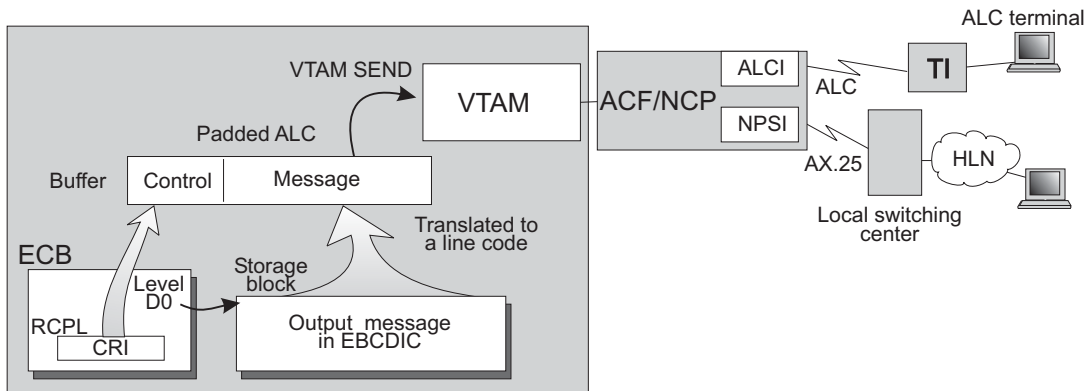 ALC terminal
VTAM SEND
VTAM
ACF/NCP
ALCI
NPSI
ALC
TI
AX.25
HLN
Local switching
center
Padded ALC
Buffer
Control
Message
Translated to
a line code
ECB
Level
D0
RCPL
CRI
Storage
block
Output message
in EBCDIC